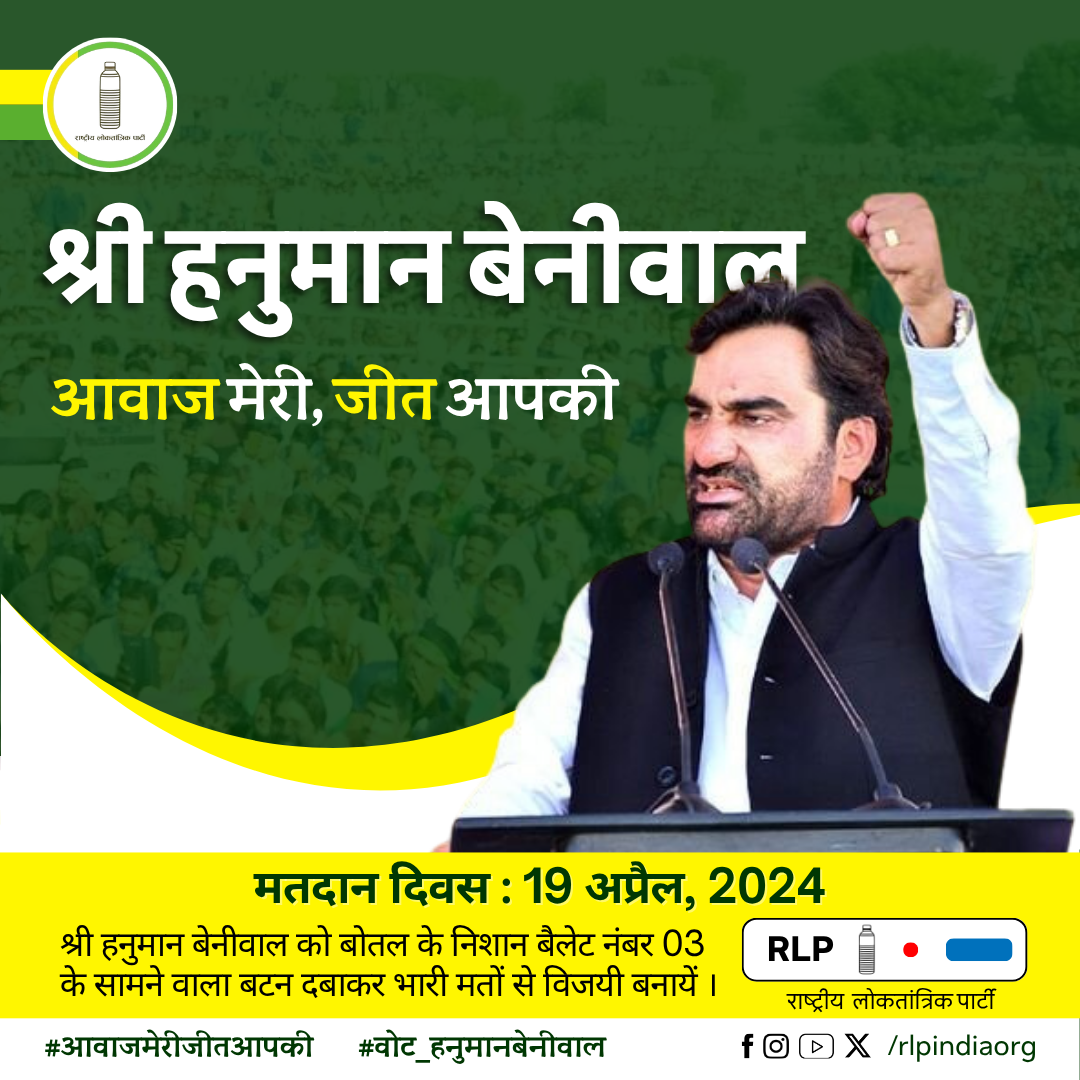 राष्ट्रीय लोकतांत्रिक पार्टी
श्री हनुमान बेनीवाल
आवाज मेरी, जीत आपकी
मतदान दिवस : 19 अप्रैल, 2024
श्री हनुमान बेनीवाल को बोतल के निशान बैलेट नंबर 03
के सामने वाला बटन दबाकर भारी मतों से विजयी बनायें ।
RLP
राष्ट्रीय लोकतांत्रिक पार्टी
#आवाजमेरीजीतआपकी #वोट_हनुमानबेनीवाल
/rlpindiaorg